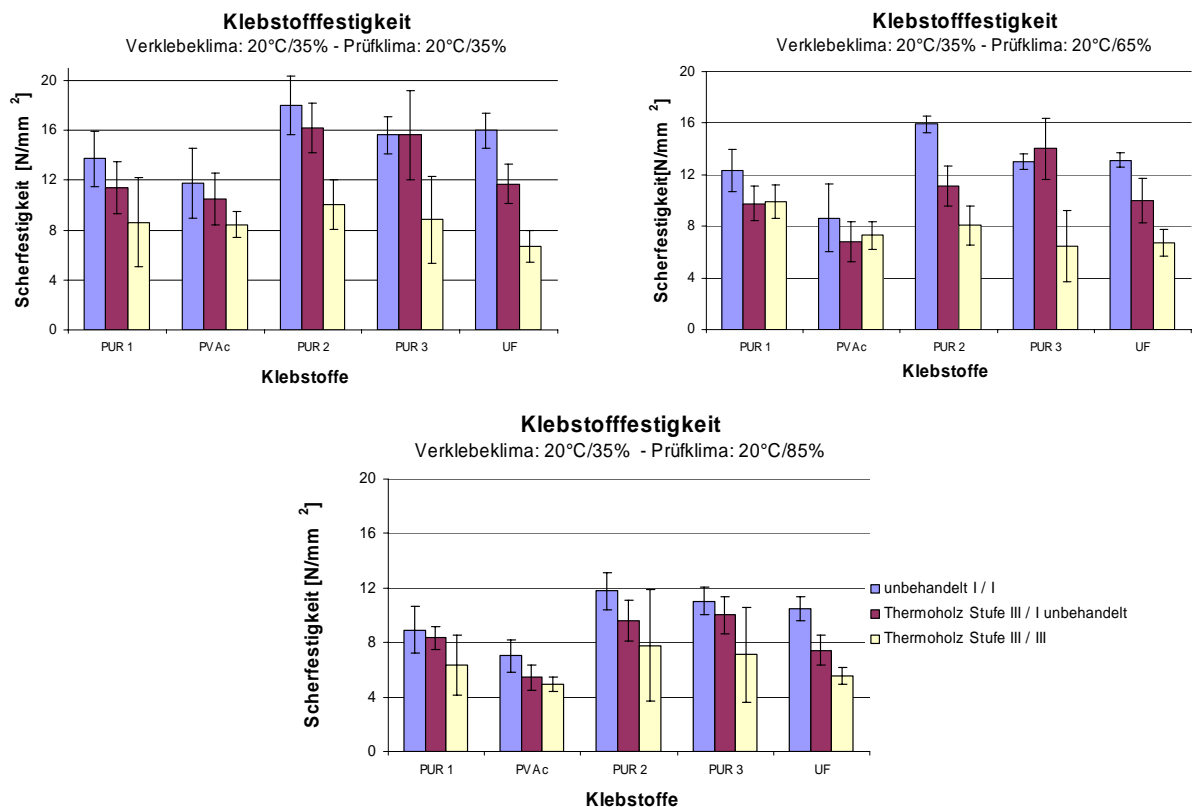 Klebstofffestigkeit
Verklebeklima: 20°C/35% - Prüfklima: 20°C/35%
Scherfestigkeit [N/mm ²]
20
16
12
8
4
0
PUR 1 PVAc PUR 2 PUR 3 UF
Klebstoffe
Klebstofffestigkeit
Verklebeklima: 20°C/35% - Prüfklima: 20°C/65%
Scherfestigkeit[N/mm ²]
20
16
12
8
4
0
PUR 1 PVAc PUR 2 PUR 3 UF
Klebstoffe
Klebstofffestigkeit
Verklebeklima: 20°C/35% - Prüfklima: 20°C/85%
Scherfestigkeit [N/mm ²]
20
16
12
8
4
0
PUR 1 PVAc PUR 2 PUR 3 UF
Klebstoffe
unbehandelt I / I
Thermoholz Stufe III / I unbehandelt
Thermoholz Stufe III / III